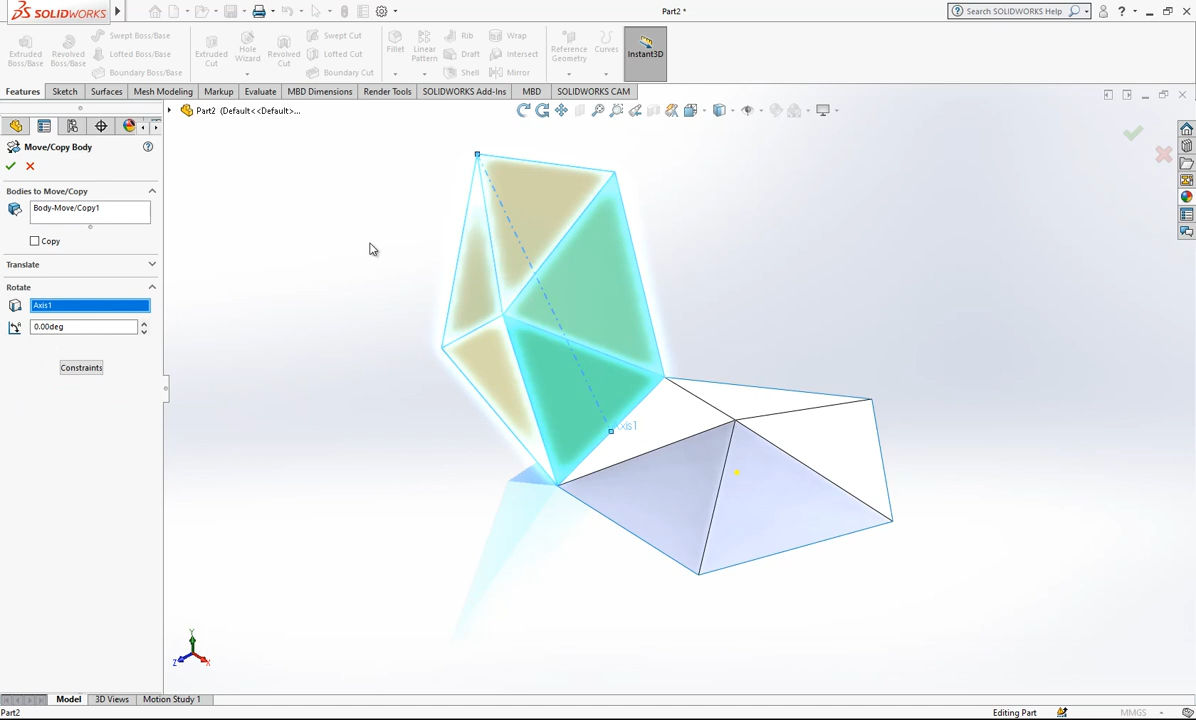 SOLIDWORKS
Part2 *
Search SOLIDWORKS Help
Extruded Boss/Base
Revolved Boss/Base
Swept Boss/Base
Lofted Boss/Base
Boundary Boss/Base
Extruded Cut
Hole Wizard
Revolved Cut
Swept Cut
Lofted Cut
Boundary Cut
Fillet
Linear Pattern
Rib
Draft
Shell
Wrap
Intersect
Mirror
Reference Geometry
Curves
Instant3D
Features
Sketch
Surfaces
Mesh Modeling
Markup
Evaluate
MBD Dimensions
Render Tools
SOLIDWORKS Add-Ins
MBD
SOLIDWORKS CAM
Part2 (Default<<Default>...
Move/Copy Body
Bodies to Move/Copy
Body-Move/Copy1
Copy
Translate
Rotate
Axis1
0.00deg
Constraints
Axis1
Y
Z
X
Model
3D Views
Motion Study 1
Part2
Editing Part
MMGS